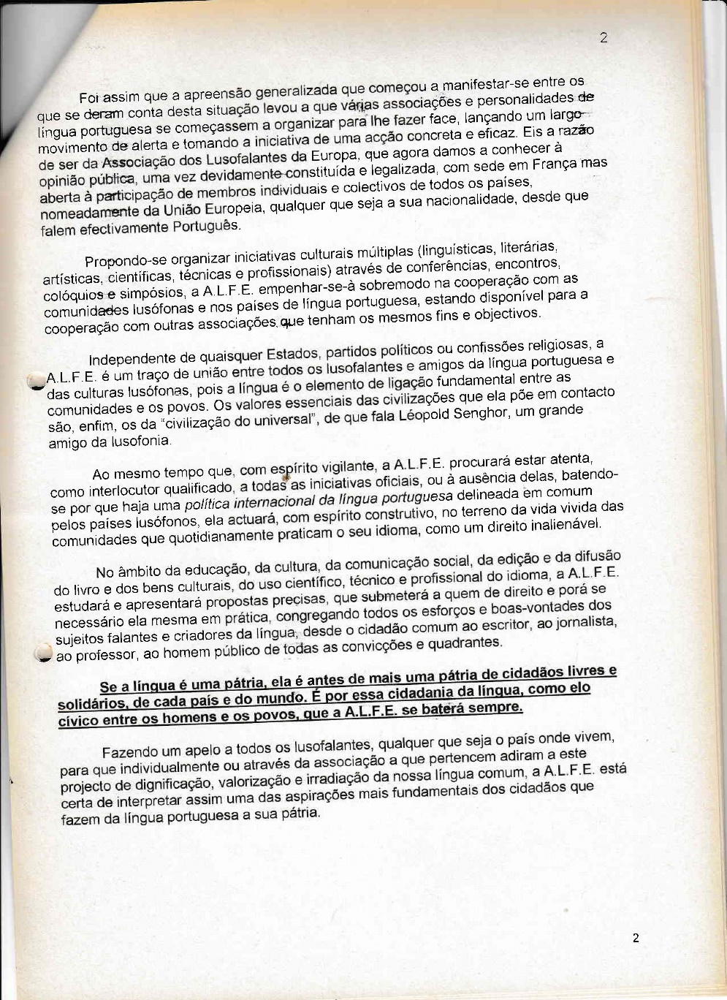 2
Foi assim que a apreensão generalizada que começou a manifestar-se entre os
que se deram conta desta situação levou a que várias associações e personalidades de
língua portuguesa se começassem a organizar para lhe fazer face, lançando um largo
movimento de alerta e tomando a iniciativa de uma acção concreta e eficaz. Eis a razão
de ser da Associação dos Lusofalantes da Europa, que agora damos a conhecer à
opinião pública, uma vez devidamente constituída e legalizada, com sede em França mas
aberta à participação de membros individuais e colectivos de todos os países,
nomeadamente da União Europeia, qualquer que seja a sua nacionalidade, desde que
falem efectivamente Português.
Propondo-se organizar iniciativas culturais múltiplas (linguísticas, literárias,
artísticas, científicas, técnicas e profissionais) através de conferências, encontros,
colóquios e simpósios, a A.L.F.E. empenhar-se-à sobremodo na cooperação com as
comunidades lusófonas e nos países de língua portuguesa, estando disponível para a
cooperação com outras associações que tenham os mesmos fins e objectivos.
Independente de quaisquer Estados, partidos políticos ou confissões religiosas, a
A.L.F.E. é um traço de união entre todos os lusofalantes e amigos da língua portuguesa e
das culturas lusófonas, pois a língua é o elemento de ligação fundamental entre as
comunidades e os povos. Os valores essenciais das civilizações que ela põe em contacto
são, enfim, os da "civilização do universal", de que fala Léopold Senghor, um grande
amigo da lusofonia.
Ao mesmo tempo que, com espírito vigilante, a A.L.F.E. procurará estar atenta,
como interlocutor qualificado, a todas as iniciativas oficiais, ou à ausência delas, batendo-
se por que haja uma política internacional da língua portuguesa delineada em comum
pelos países lusófonos, ela actuará, com espírito construtivo, no terreno da vida vivida das
comunidades que quotidianamente praticam o seu idioma, como um direito inalienável.
No âmbito da educação, da cultura, da comunicação social, da edição e da difusão
do livro e dos bens culturais, do uso científico, técnico e profissional do idioma, a A.L.F.E.
estudará e apresentará propostas precisas, que submeterá a quem de direito e porá se
necessário ela mesma em prática, congregando todos os esforços e boas-vontades dos
sujeitos falantes e criadores da língua, desde o cidadão comum ao escritor, ao jornalista,
ao professor, ao homem público de todas as convicções e quadrantes.
Se a língua é uma pátria, ela é antes de mais uma pátria de cidadãos livres e
solidários, de cada país e do mundo. É por essa cidadania da língua, como elo
cívico entre os homens e os povos, que a A.L.F.E. se baterá sempre.
Fazendo um apelo a todos os lusofalantes, qualquer que seja o país onde vivem,
para que individualmente ou através da associação a que pertencem adiram a este
projecto de dignificação, valorização e irradiação da nossa língua comum, a A.L.F.E. está
certa de interpretar assim uma das aspirações mais fundamentais dos cidadãos que
fazem da língua portuguesa a sua pátria.
2